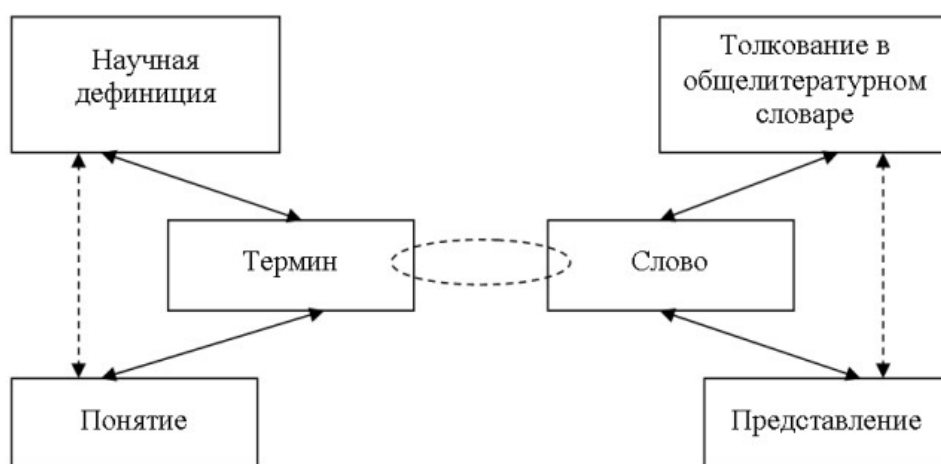 Научная
дефиниция
Толкование в
общелитературном
словаре
Термин
Слово
Понятие
Представление